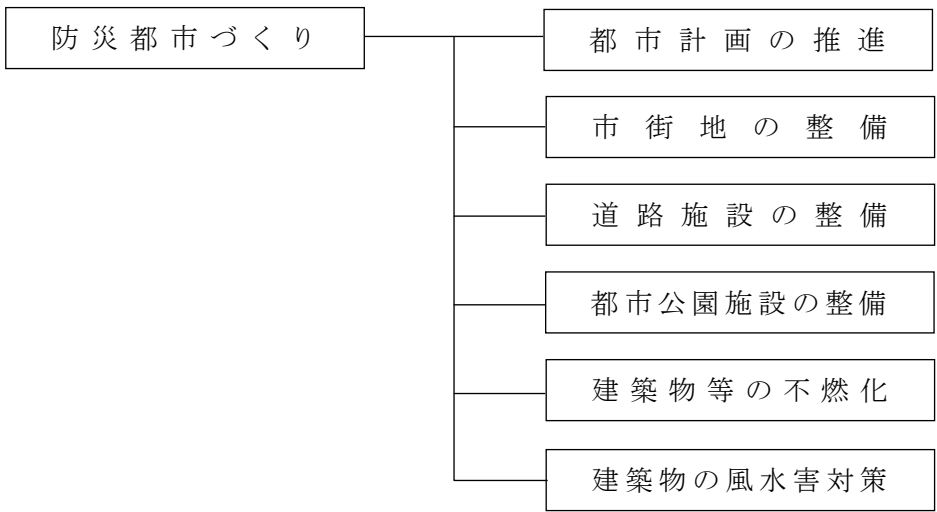 防災都市づくり
都市計画の推進
市街地の整備
道路施設の整備
都市公園施設の整備
建築物等の不燃化
建築物の風水害対策